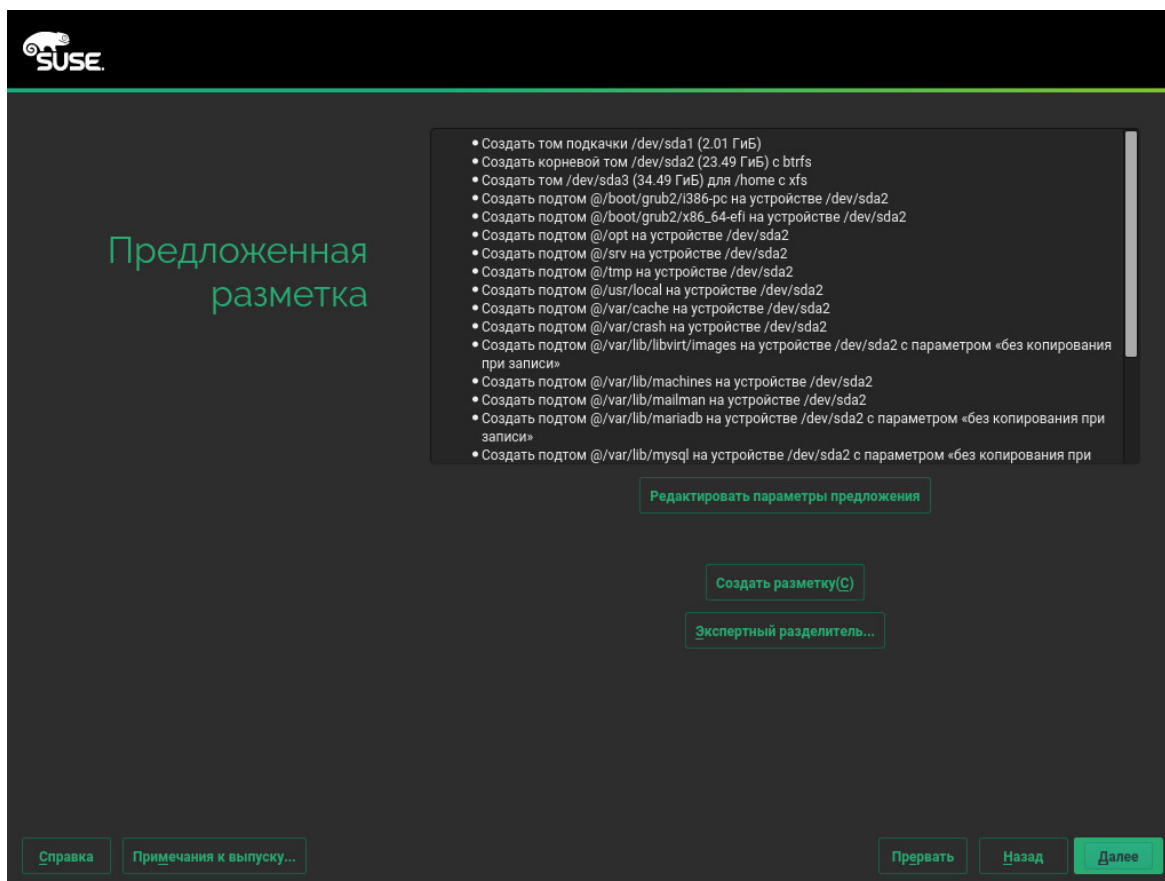 SUSE.
Предложенная
разметка
• Создать том подкачки /dev/sda1 (2.01 ГиБ)
• Создать корневой том /dev/sda2 (23.49 ГиБ) с btrfs
• Создать том /dev/sda3 (34.49 ГиБ) для /home с xfs
• Создать подтом @/boot/grub2/i386-pc на устройстве /dev/sda2
• Создать подтом @/boot/grub2/x86_64-efi на устройстве /dev/sda2
• Создать подтом @/opt на устройстве /dev/sda2
• Создать подтом @/srv на устройстве /dev/sda2
• Создать подтом @/tmp на устройстве /dev/sda2
• Создать подтом @/usr/local на устройстве /dev/sda2
• Создать подтом @/var/cache на устройстве /dev/sda2
• Создать подтом @/var/crash на устройстве /dev/sda2
• Создать подтом @/var/lib/libvirt/images на устройстве /dev/sda2 с параметром «без копирования
при записи»
• Создать подтом @/var/lib/machines на устройстве /dev/sda2
• Создать подтом @/var/lib/mailman на устройстве /dev/sda2
• Создать подтом @/var/lib/mariadb на устройстве /dev/sda2 с параметром «без копирования при
записи»
• Создать подтом @/var/lib/mysql на устройстве /dev/sda2 с параметром «без копирования при
Редактировать параметры предложения
Создать разметку(C)
Экспертный разделитель...
Справка
Примечания к выпуску...
Прервать
Назад
Далее